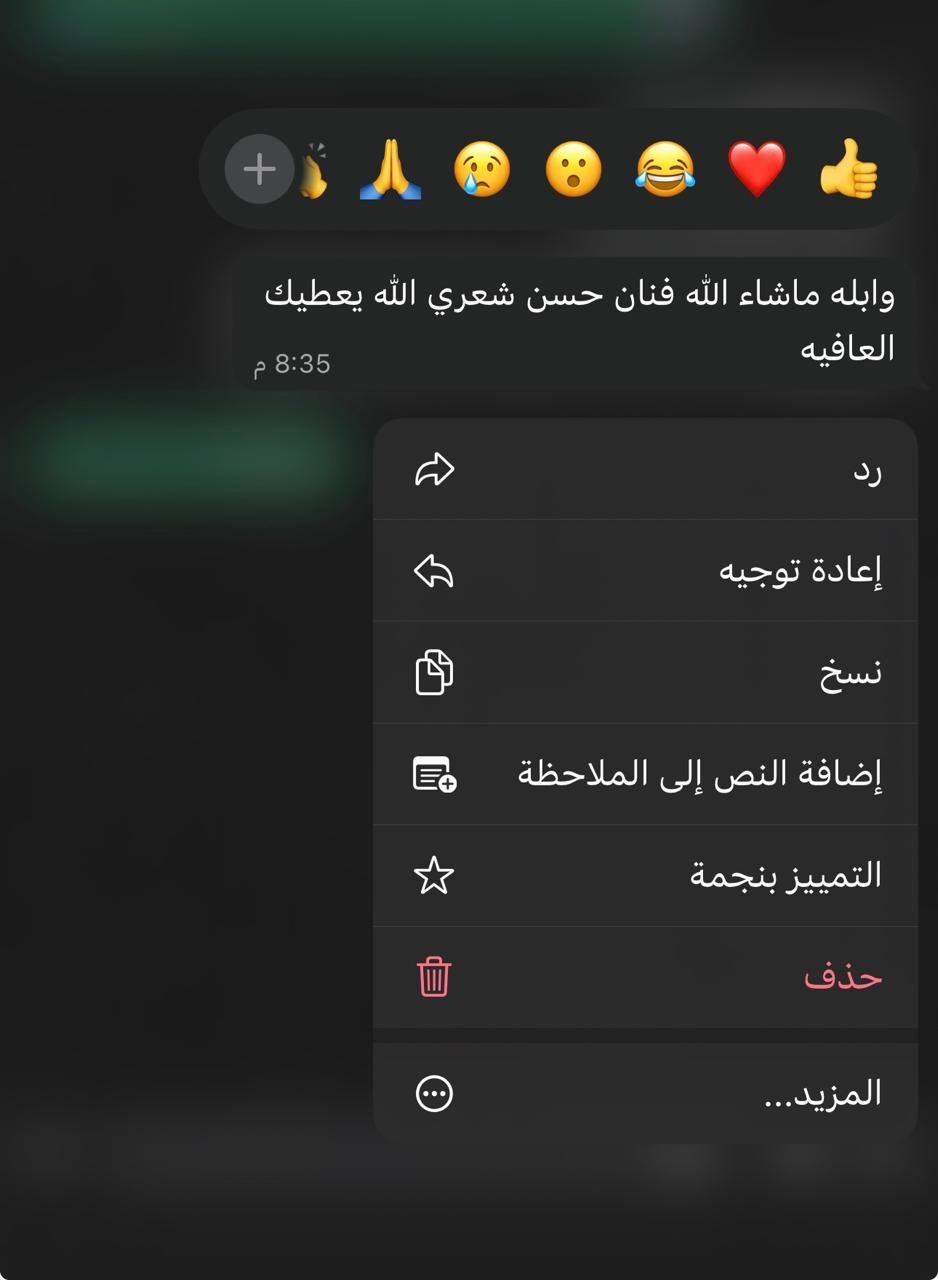 وابله ماشاء الله فنان حسن شعري الله يعطيك
العافيه
8:35 م
رد
إعادة توجيه
نسخ
إضافة النص إلى الملاحظة
التمييز بنجمة
حذف
المزيد...